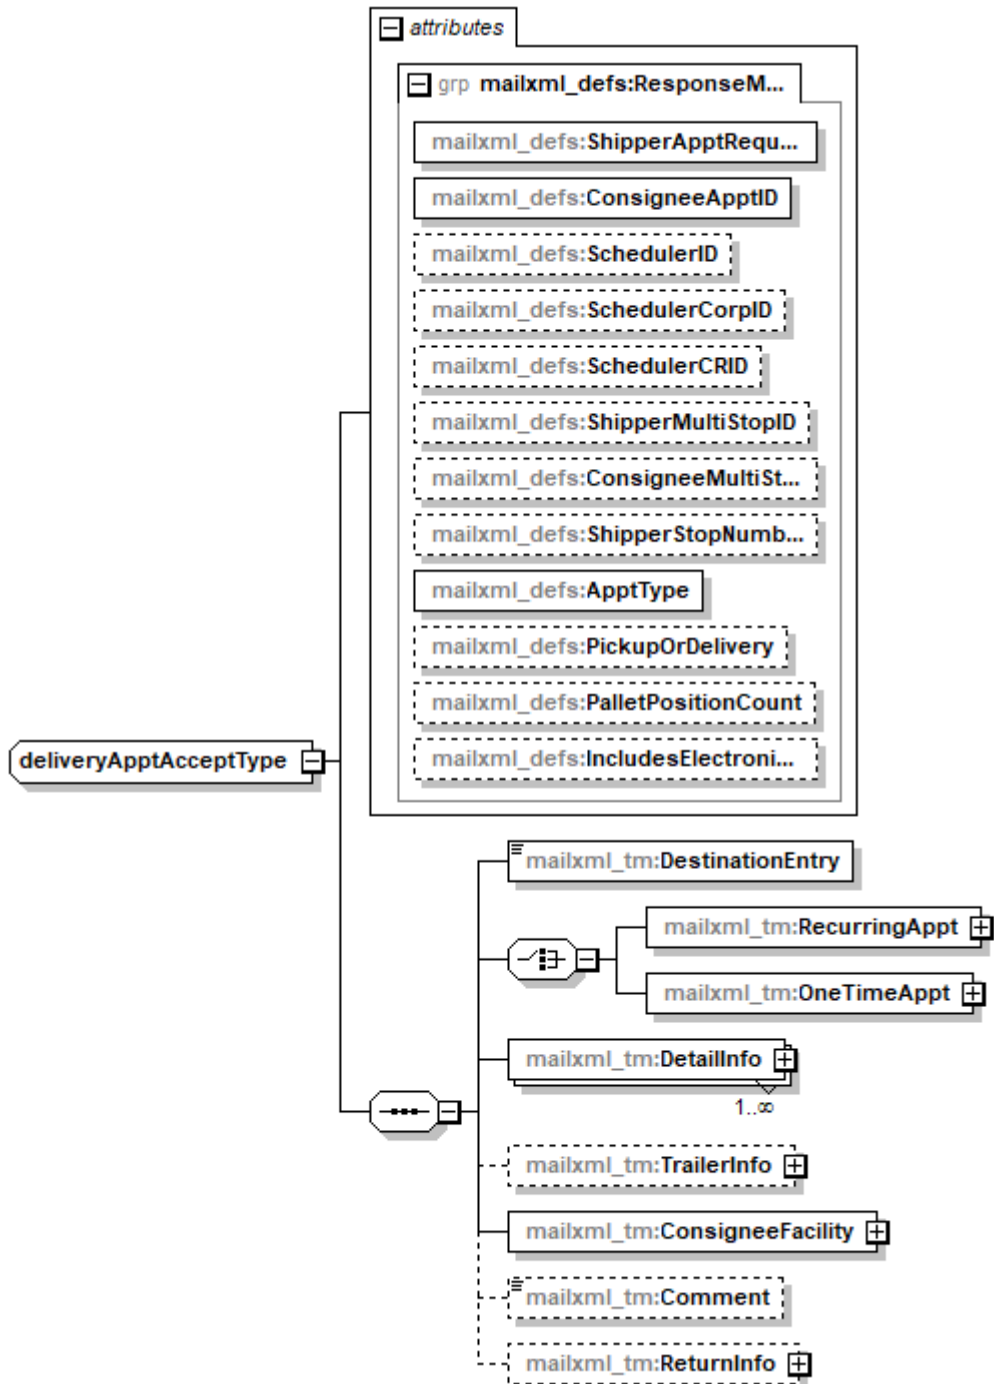 attributes
grp mailxml_defs:ResponseM...
mailxml_defs:ShipperApptRequ...
mailxml_defs:ConsigneeApptID
mailxml_defs:SchedulerID
mailxml_defs:SchedulerCorpID
mailxml_defs:SchedulerCRID
mailxml_defs:ShipperMultiStopID
mailxml_defs:ConsigneeMultiSt...
mailxml_defs:ShipperStopNumb...
mailxml_defs:ApptType
mailxml_defs:PickupOrDelivery
mailxml_defs:PalletPositionCount
mailxml_defs:IncludesElectroni...
deliveryApptAcceptType
mailxml_tm:DestinationEntry
mailxml_tm:RecurringAppt
mailxml_tm:OneTimeAppt
mailxml_tm:DetailInfo
1..∞
mailxml_tm:TrailerInfo
mailxml_tm:ConsigneeFacility
mailxml_tm:Comment
mailxml_tm:ReturnInfo